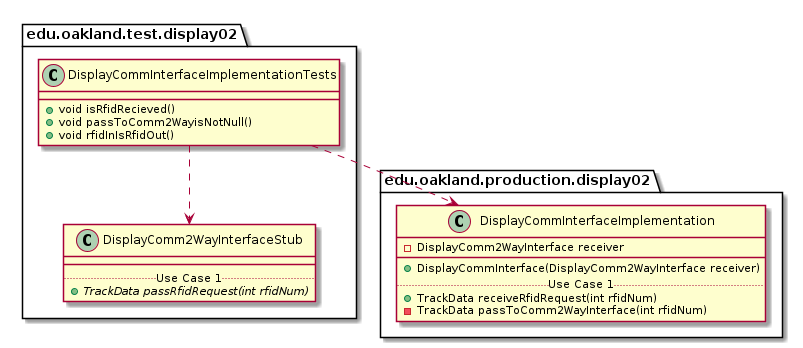 edu.oakland.test.display02
C DisplayCommInterfaceImplementationTests
void isRfidRecieved()
void passToComm2WayisNotNull()
void rfidInIsRfidOut()
C DisplayComm2WayInterfaceStub
Use Case 1
TrackData passRfidRequest(int rfidNum)
edu.oakland.production.display02
C DisplayCommInterfaceImplementation
DisplayComm2WayInterface receiver
DisplayCommInterface(DisplayComm2WayInterface receiver)
Use Case 1
TrackData receiveRfidRequest(int rfidNum)
TrackData passToComm2WayInterface(int rfidNum)